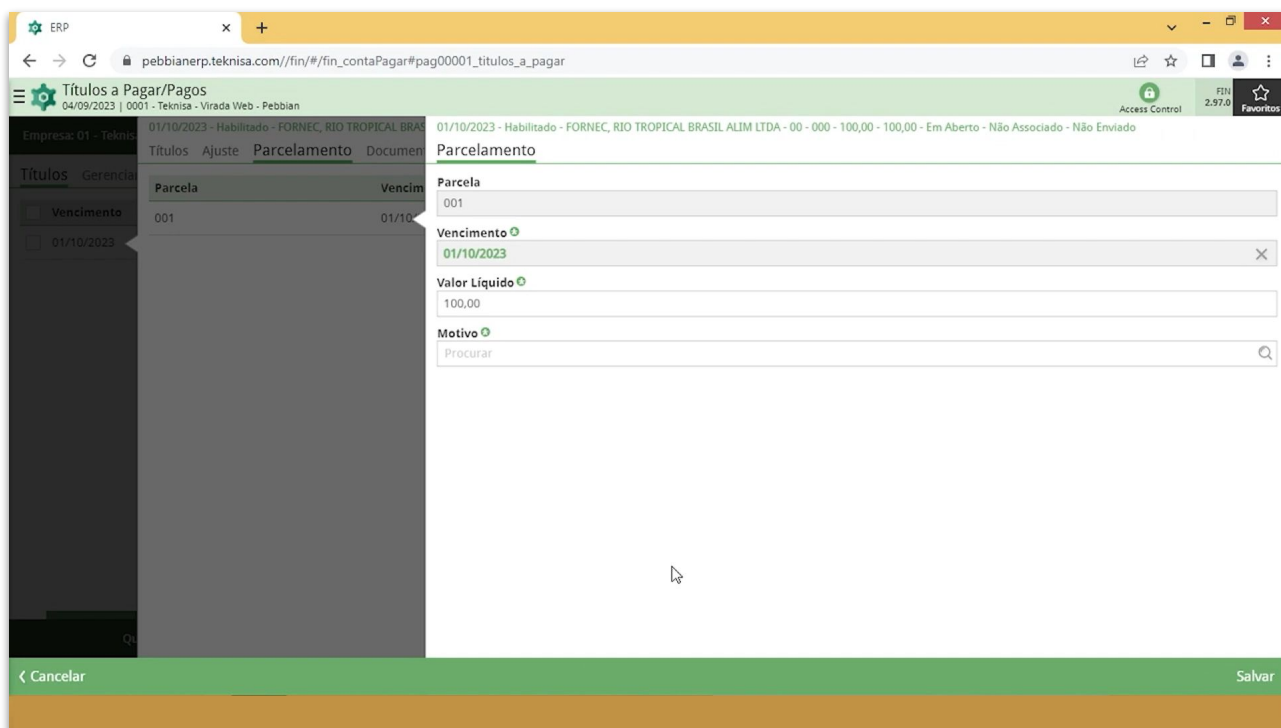 ERP
pebbianerp.teknisa.com//fin/#/fin_contaPagar#pag00001_titulos_a_pagar
Títulos a Pagar/Pagos
04/09/2023 | 0001 - Teknisa - Virada Web - Pebbian
Access Control
FIN
2.97.0
Favoritos
Empresa: 01 - Teknis
Títulos Gerencia
Vencimento
01/10/2023
01/10/2023 - Habilitado - FORNEC, RIO TROPICAL BRAS
Títulos Ajuste Parcelamento Documen
Parcela Vencim
001 01/10
01/10/2023 - Habilitado - FORNEC, RIO TROPICAL BRASIL ALIM LTDA - 00 - 000 - 100,00 - 100,00 - Em Aberto - Não Associado - Não Enviado
Parcelamento
Parcela
001
Vencimento
01/10/2023
Valor Líquido
100,00
Motivo
Procurar
Qu
Cancelar
Salvar